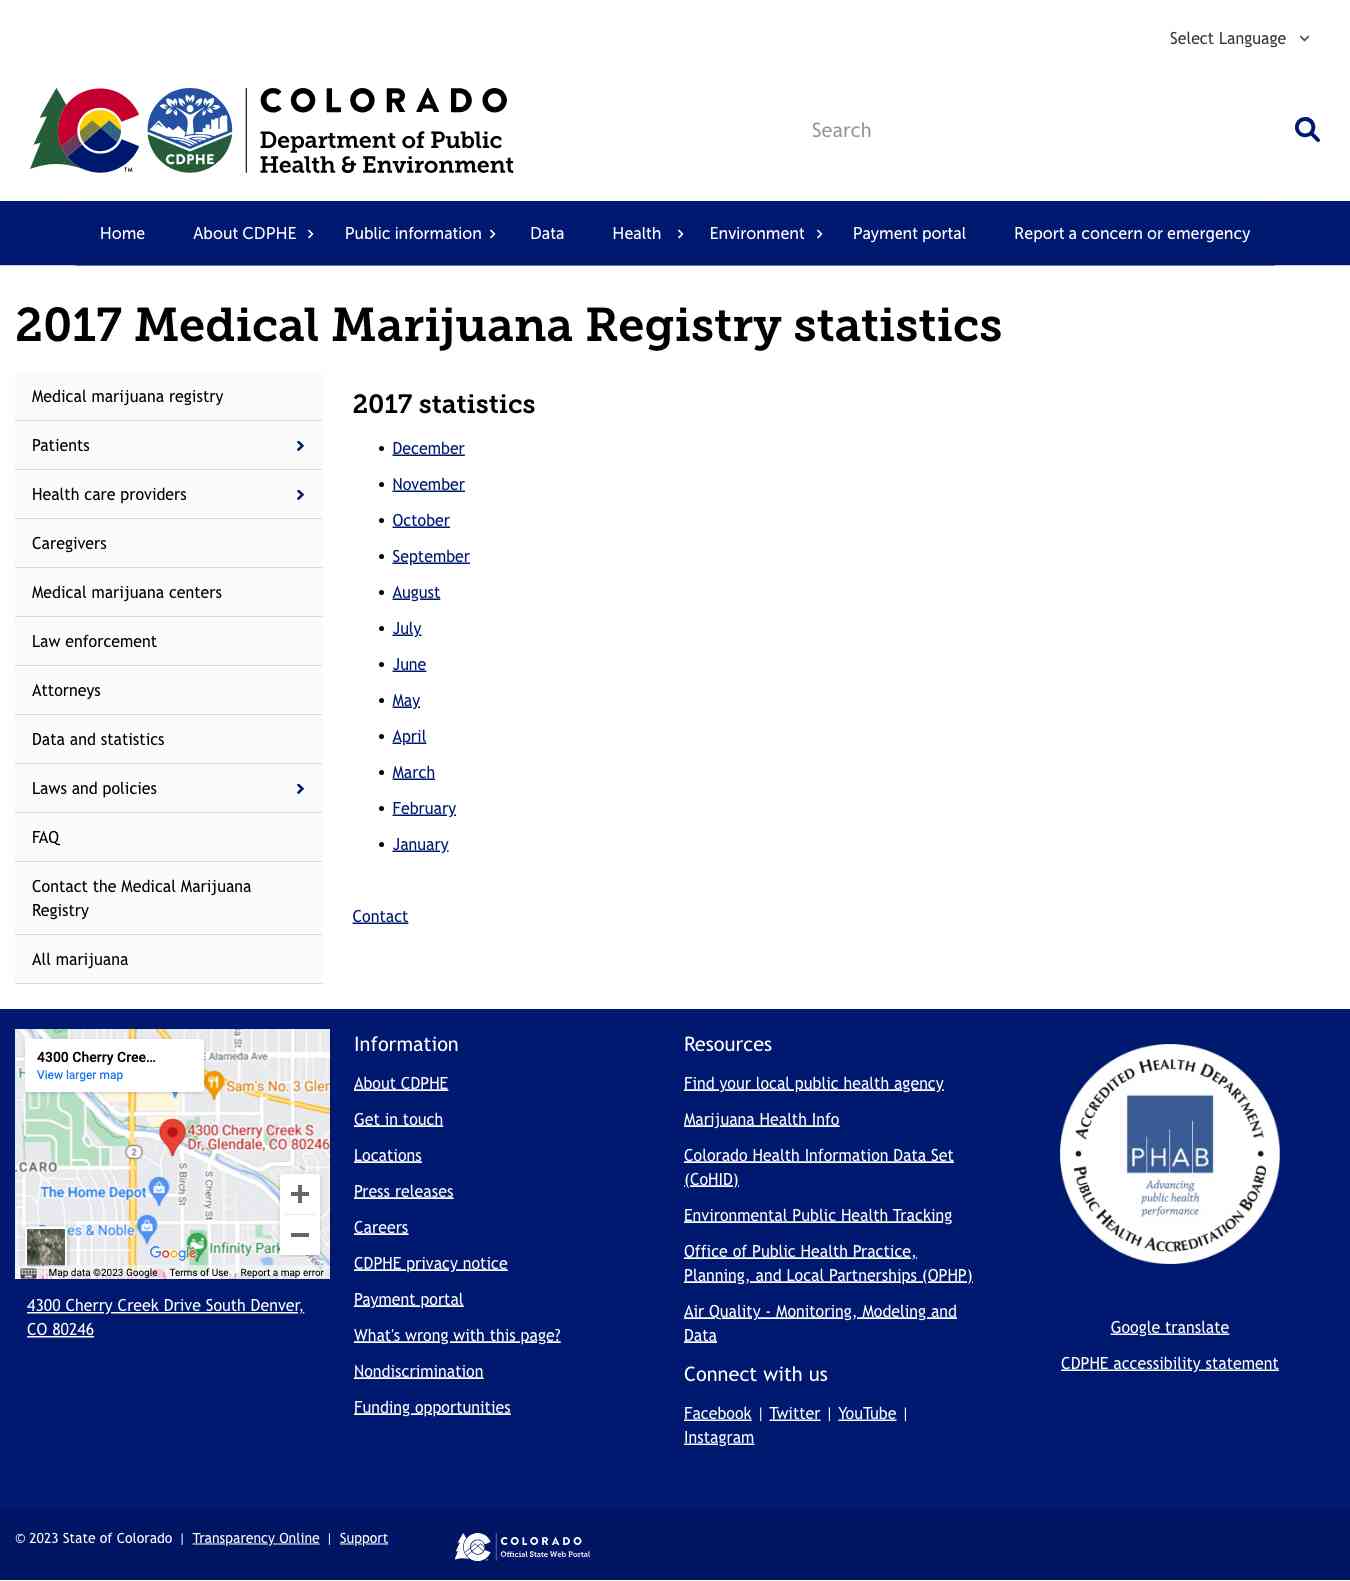 Select Language
COLORADO
Department of Public
Health & Environment
CDPHE
TM
Search
Home
About CDPHE
Public information
Data
Health
Environment
Payment portal
Report a concern or emergency
2017 Medical Marijuana Registry statistics
Medical marijuana registry
Patients
Health care providers
Caregivers
Medical marijuana centers
Law enforcement
Attorneys
Data and statistics
Laws and policies
FAQ
Contact the Medical Marijuana
Registry
All marijuana
2017 statistics
• December
• November
• October
• September
• August
• July
• June
• May
• April
• March
• February
• January
Contact
4300 Cherry Cree...
View larger map
E Alameda Ave
Sam's No. 3 Glen
4300 Cherry Creek S
Dr, Glendale, CO 80246
2
LCARO
S Birch St
S Cherry St
The Home Depot
es & Noble
Google
Infinity Park
Map data ©2023 Google
Terms of Use
Report a map error
4300 Cherry Creek Drive South Denver,
CO 80246
Information
About CDPHE
Get in touch
Locations
Press releases
Careers
CDPHE privacy notice
Payment portal
What's wrong with this page?
Nondiscrimination
Funding opportunities
Resources
Find your local public health agency
Marijuana Health Info
Colorado Health Information Data Set
(CoHID)
Environmental Public Health Tracking
Office of Public Health Practice,
Planning, and Local Partnerships (OPHP)
Air Quality - Monitoring, Modeling and
Data
Connect with us
Facebook | Twitter | YouTube |
Instagram
ACCREDITED HEALTH DEPARTMENT
PHAB
Advancing
public health
performance
PUBLIC HEALTH ACCREDITATION BOARD
Google translate
CDPHE accessibility statement
© 2023 State of Colorado | Transparency Online | Support
COLORADO
Official State Web Portal